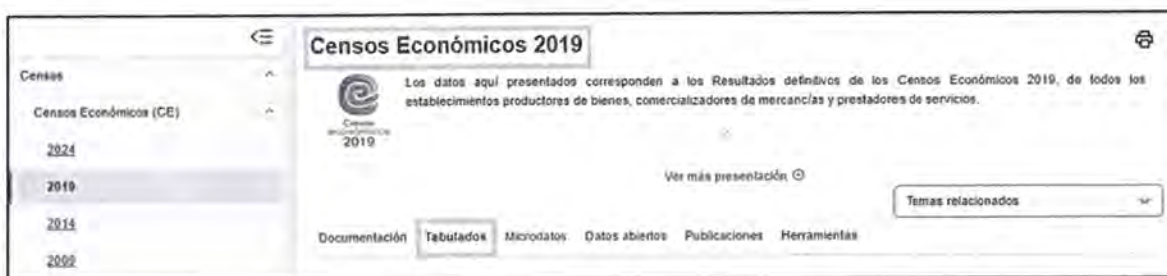 Censos
Censos Económicos (CE)
2024
2019
2014
2009
Censos Económicos 2019
Los datos aquí presentados corresponden a los Resultados definitivos de los Censos Económicos 2019, de todos los
establecimientos productores de bienes, comercializadores de mercancías y prestadores de servicios.
Censos
económicos
2019
Ver más presentación
Temas relacionados
Documentación Tabulados Microdatos Datos abiertos Publicaciones Herramientas